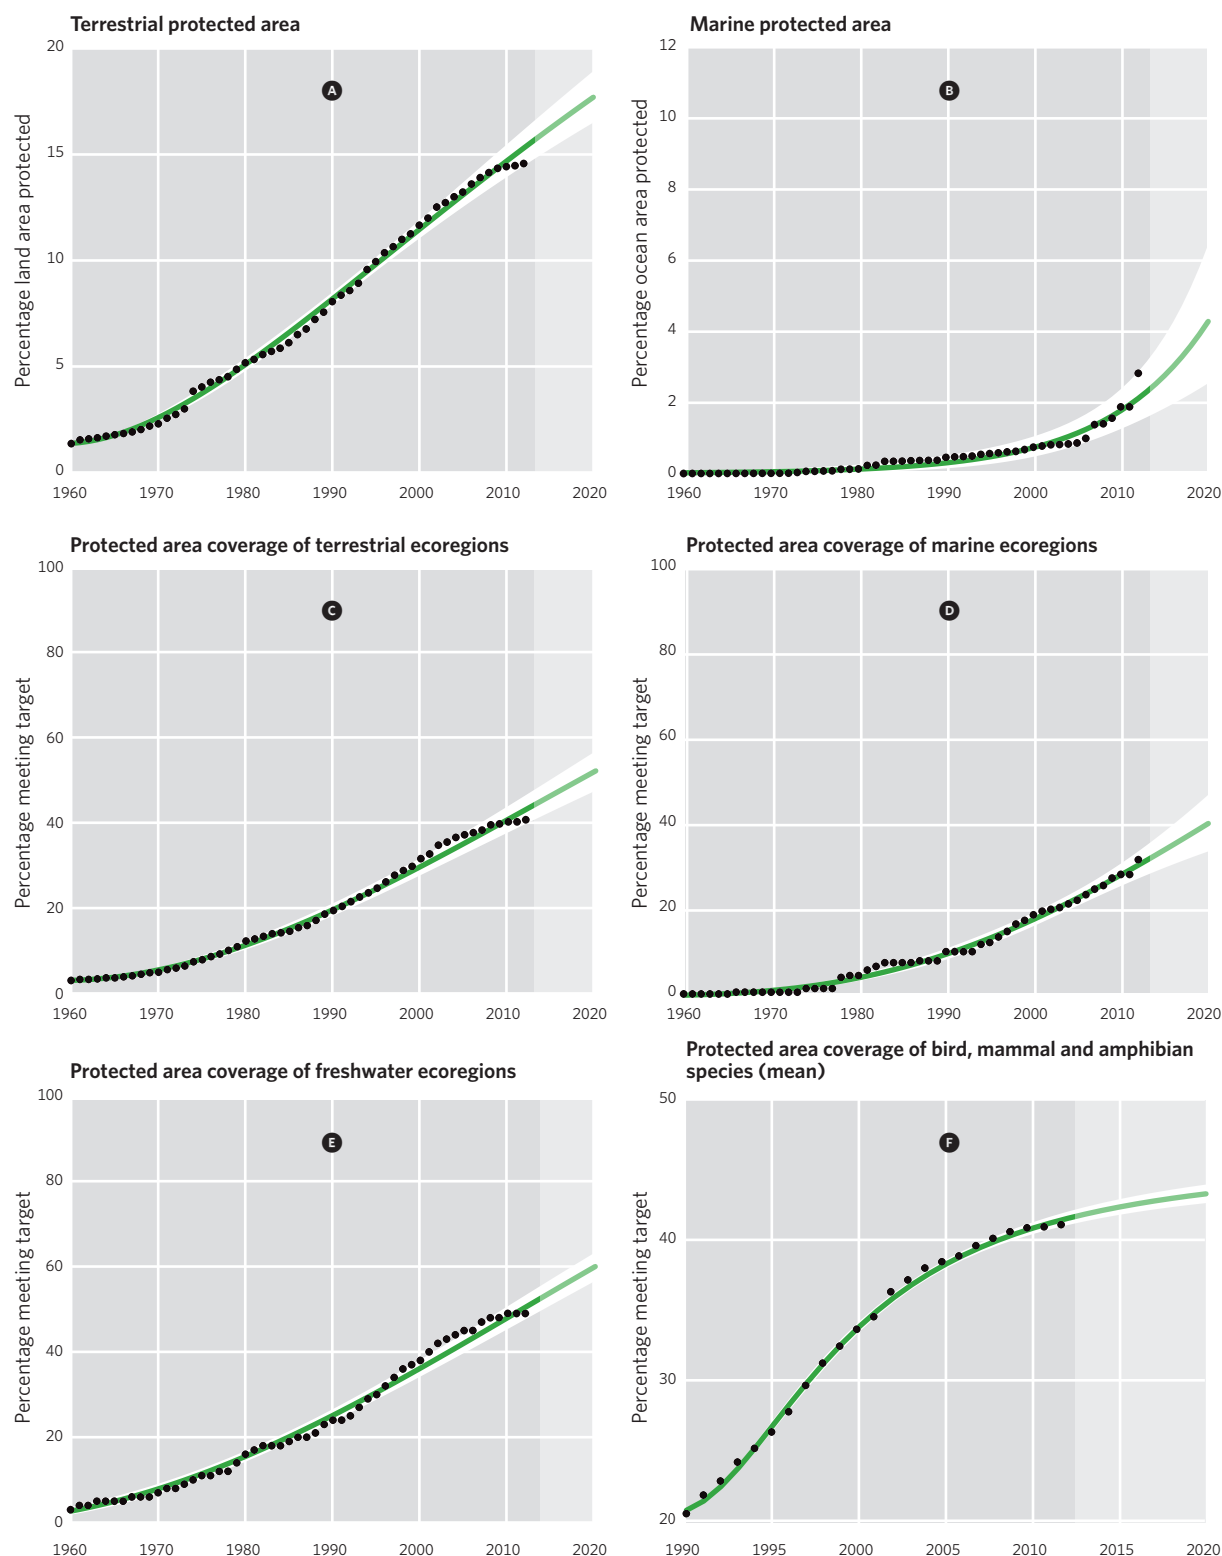 Terrestrial protected area
20
15
10
5
0
Percentage land area protected
A
1960 1970 1980 1990 2000 2010 2020
Marine protected area
12
10
8
6
4
2
0
Percentage ocean area protected
B
1960 1970 1980 1990 2000 2010 2020
Protected area coverage of terrestrial ecoregions
100
80
60
40
20
0
Percentage meeting target
C
1960 1970 1980 1990 2000 2010 2020
Protected area coverage of marine ecoregions
100
80
60
40
20
0
Percentage meeting target
D
1960 1970 1980 1990 2000 2010 2020
Protected area coverage of freshwater ecoregions
100
80
60
40
20
0
Percentage meeting target
E
1960 1970 1980 1990 2000 2010 2020
Protected area coverage of bird, mammal and amphibian
species (mean)
50
40
30
20
Percentage meeting target
F
1990 1995 2000 2005 2010 2015 2020